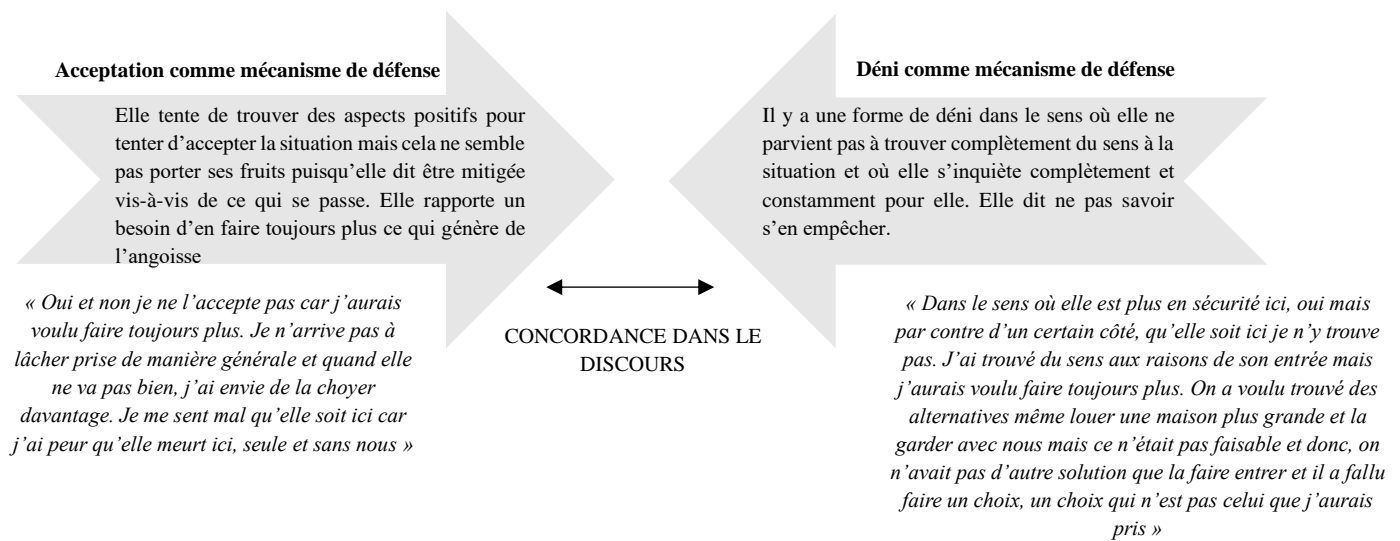 Acceptation comme mécanisme de défense
Elle tente de trouver des aspects positifs pour
tenter d’accepter la situation mais cela ne semble
pas porter ses fruits puisqu’elle dit être mitigée
vis-à-vis de ce qui se passe. Elle rapporte un
besoin d’en faire toujours plus ce qui génère de
l’angoisse
« Oui et non je ne l’accepte pas car j’aurais
voulu faire toujours plus. Je n’arrive pas à
lâcher prise de manière générale et quand elle
ne va pas bien, j’ai envie de la choyer
davantage. Je me sent mal qu’elle soit ici car
j’ai peur qu’elle meurt ici, seule et sans nous »
CONCORDANCE DANS LE
DISCOURS
Déni comme mécanisme de défense
Il y a une forme de déni dans le sens où elle ne
parvient pas à trouver complètement du sens à la
situation et où elle s’inquiète complètement et
constamment pour elle. Elle dit ne pas savoir
s’en empêcher.
« Dans le sens où elle est plus en sécurité ici, oui mais
par contre d’un certain côté, qu’elle soit ici je n’y trouve
pas. J’ai trouvé du sens aux raisons de son entrée mais
j’aurais voulu faire toujours plus. On a voulu trouvé des
alternatives même louer une maison plus grande et la
garder avec nous mais ce n’était pas faisable et donc, on
n’avait pas d’autre solution que la faire entrer et il a fallu
faire un choix, un choix qui n’est pas celui que j’aurais
pris »